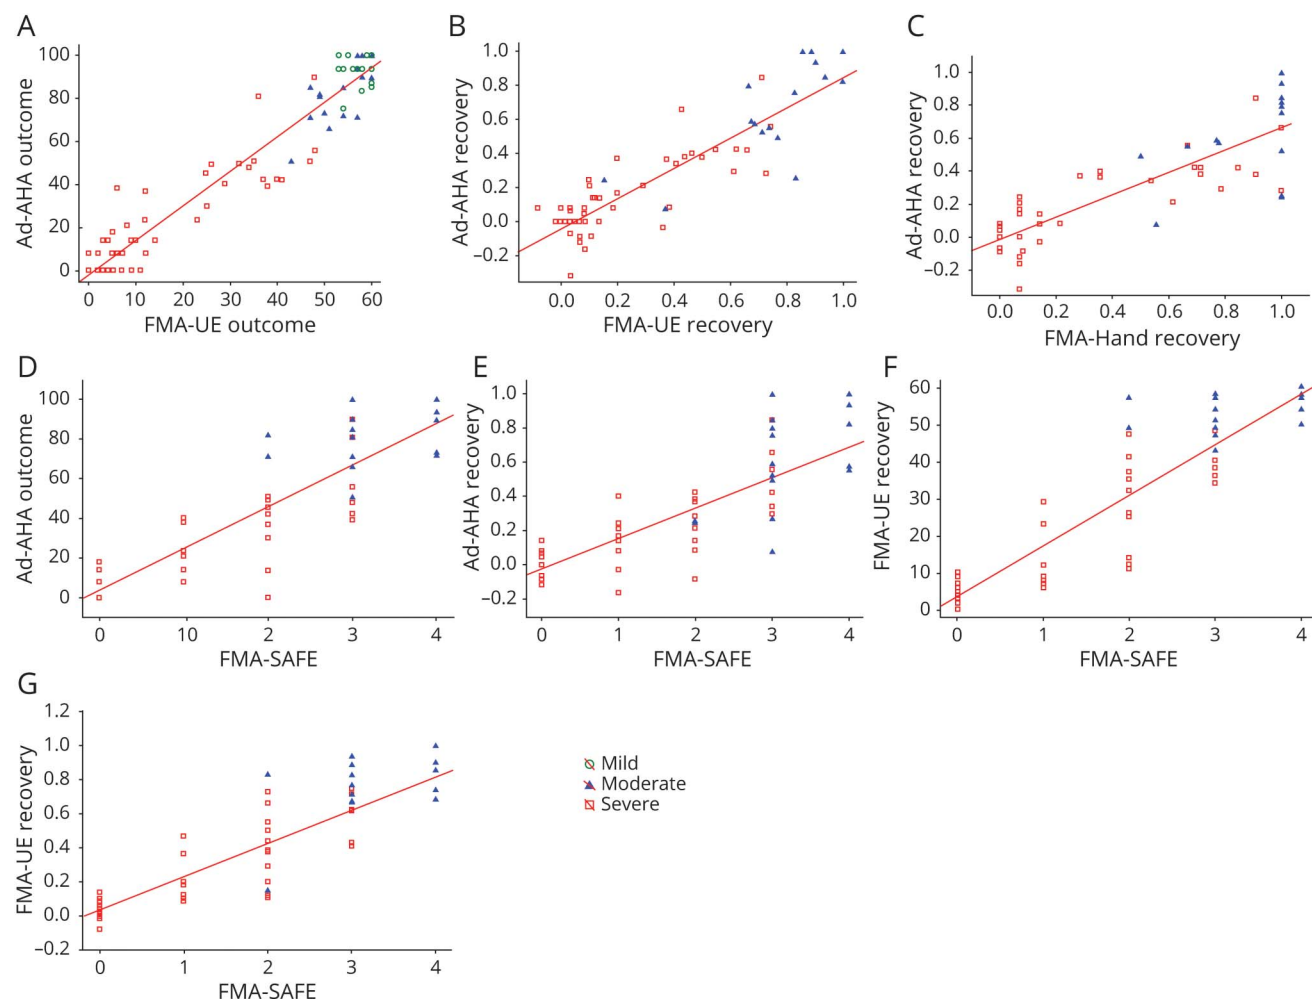 A
Ad-AHA outcome
100
80
60
40
20
0
0 10 20 30 40 50 60
FMA-UE outcome
B
Ad-AHA recovery
1.0
0.8
0.6
0.4
0.2
0.0
–0.2
0.0 0.2 0.4 0.6 0.8 1.0
FMA-UE recovery
C
Ad-AHA recovery
1.0
0.8
0.6
0.4
0.2
0.0
–0.2
0.0 0.2 0.4 0.6 0.8 1.0
FMA-Hand recovery
D
Ad-AHA outcome
100
80
60
40
20
0
0 10 2 3 4
FMA-SAFE
E
Ad-AHA recovery
1.0
0.8
0.6
0.4
0.2
0.0
–0.2
0 1 2 3 4
FMA-SAFE
F
FMA-UE recovery
60
50
40
30
20
10
0
0 1 2 3 4
FMA-SAFE
G
FMA-UE recovery
1.2
1.0
0.8
0.6
0.4
0.2
0.0
–0.2
0 1 2 3 4
FMA-SAFE
Mild
Moderate
Severe